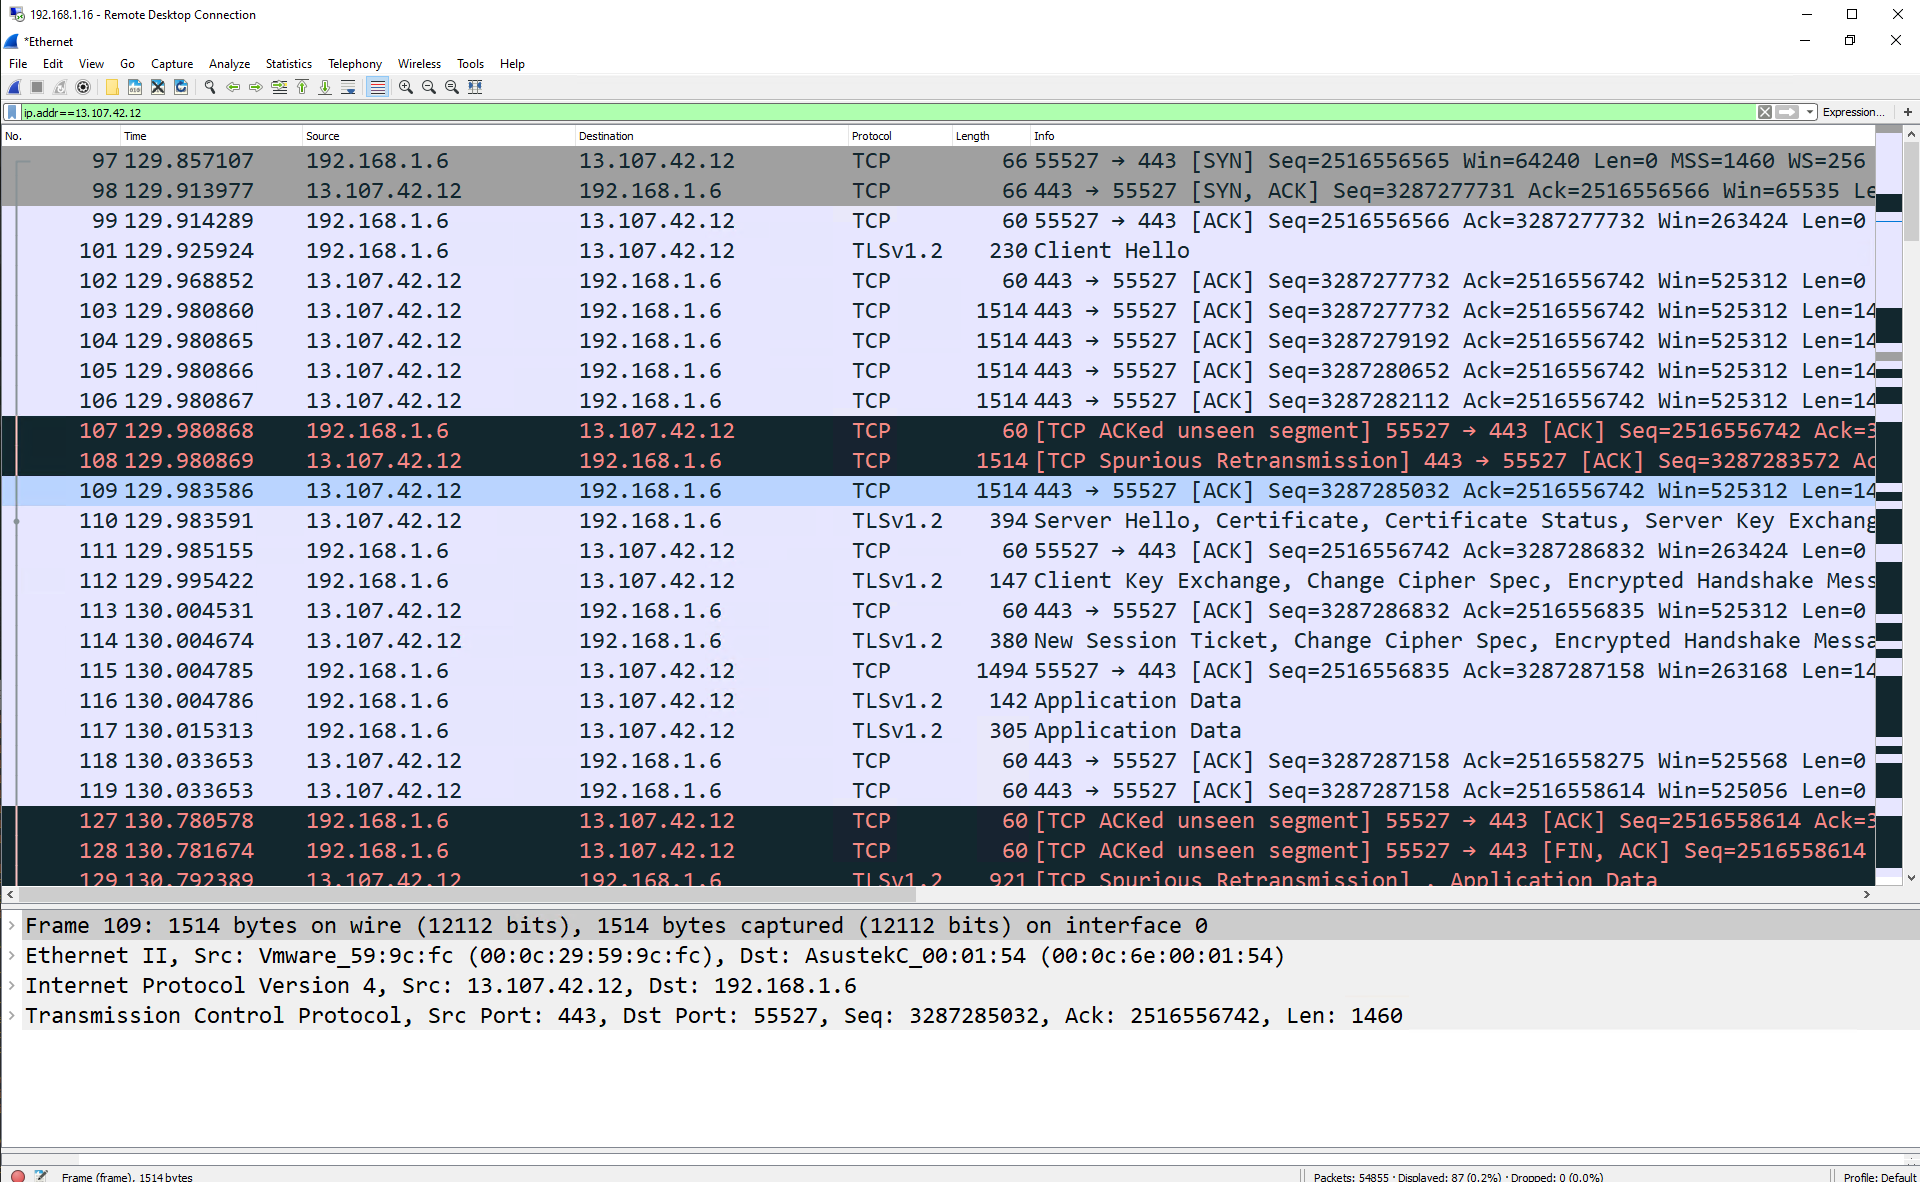 192.168.1.16 - Remote Desktop Connection
*Ethernet
File Edit View Go Capture Analyze Statistics Telephony Wireless Tools Help
ip.addr==13.107.42.12 Expression... +
No. Time Source Destination Protocol Length Info
97 129.857107 192.168.1.6 13.107.42.12 TCP 66 55527 → 443 [SYN] Seq=2516556565 Win=64240 Len=0 MSS=1460 WS=256
98 129.913977 13.107.42.12 192.168.1.6 TCP 66 443 → 55527 [SYN, ACK] Seq=3287277731 Ack=2516556566 Win=65535 Le
99 129.914289 192.168.1.6 13.107.42.12 TCP 60 55527 → 443 [ACK] Seq=2516556566 Ack=3287277732 Win=263424 Len=0
101 129.925924 192.168.1.6 13.107.42.12 TLSv1.2 230 Client Hello
102 129.968852 13.107.42.12 192.168.1.6 TCP 60 443 → 55527 [ACK] Seq=3287277732 Ack=2516556742 Win=525312 Len=0
103 129.980860 13.107.42.12 192.168.1.6 TCP 1514 443 → 55527 [ACK] Seq=3287277732 Ack=2516556742 Win=525312 Len=14
104 129.980865 13.107.42.12 192.168.1.6 TCP 1514 443 → 55527 [ACK] Seq=3287279192 Ack=2516556742 Win=525312 Len=14
105 129.980866 13.107.42.12 192.168.1.6 TCP 1514 443 → 55527 [ACK] Seq=3287280652 Ack=2516556742 Win=525312 Len=14
106 129.980867 13.107.42.12 192.168.1.6 TCP 1514 443 → 55527 [ACK] Seq=3287282112 Ack=2516556742 Win=525312 Len=14
107 129.980868 192.168.1.6 13.107.42.12 TCP 60 [TCP ACKed unseen segment] 55527 → 443 [ACK] Seq=2516556742 Ack=3
108 129.980869 13.107.42.12 192.168.1.6 TCP 1514 [TCP Spurious Retransmission] 443 → 55527 [ACK] Seq=3287283572 Ac
109 129.983586 13.107.42.12 192.168.1.6 TCP 1514 443 → 55527 [ACK] Seq=3287285032 Ack=2516556742 Win=525312 Len=14
110 129.983591 13.107.42.12 192.168.1.6 TLSv1.2 394 Server Hello, Certificate, Certificate Status, Server Key Exchang
111 129.985155 192.168.1.6 13.107.42.12 TCP 60 55527 → 443 [ACK] Seq=2516556742 Ack=3287286832 Win=263424 Len=0
112 129.995422 192.168.1.6 13.107.42.12 TLSv1.2 147 Client Key Exchange, Change Cipher Spec, Encrypted Handshake Mess
113 130.004531 13.107.42.12 192.168.1.6 TCP 60 443 → 55527 [ACK] Seq=3287286832 Ack=2516556835 Win=525312 Len=0
114 130.004674 13.107.42.12 192.168.1.6 TLSv1.2 380 New Session Ticket, Change Cipher Spec, Encrypted Handshake Messa
115 130.004785 192.168.1.6 13.107.42.12 TCP 1494 55527 → 443 [ACK] Seq=2516556835 Ack=3287287158 Win=263168 Len=14
116 130.004786 192.168.1.6 13.107.42.12 TLSv1.2 142 Application Data
117 130.015313 192.168.1.6 13.107.42.12 TLSv1.2 305 Application Data
118 130.033653 13.107.42.12 192.168.1.6 TCP 60 443 → 55527 [ACK] Seq=3287287158 Ack=2516558275 Win=525568 Len=0
119 130.033653 13.107.42.12 192.168.1.6 TCP 60 443 → 55527 [ACK] Seq=3287287158 Ack=2516558614 Win=525056 Len=0
127 130.780578 192.168.1.6 13.107.42.12 TCP 60 [TCP ACKed unseen segment] 55527 → 443 [ACK] Seq=2516558614 Ack=3
128 130.781674 192.168.1.6 13.107.42.12 TCP 60 [TCP ACKed unseen segment] 55527 → 443 [FIN, ACK] Seq=2516558614
129 130.792389 13.107.42.12 192.168.1.6 TLSv1.2 921 [TCP Spurious Retransmission] , Application Data
Frame 109: 1514 bytes on wire (12112 bits), 1514 bytes captured (12112 bits) on interface 0
Ethernet II, Src: Vmware_59:9c:fc (00:0c:29:59:9c:fc), Dst: AsustekC_00:01:54 (00:0c:6e:00:01:54)
Internet Protocol Version 4, Src: 13.107.42.12, Dst: 192.168.1.6
Transmission Control Protocol, Src Port: 443, Dst Port: 55527, Seq: 3287285032, Ack: 2516556742, Len: 1460
Frame (frame), 1514 bytes Packets: 54855 · Displayed: 87 (0.2%) · Dropped: 0 (0.0%) Profile: Default